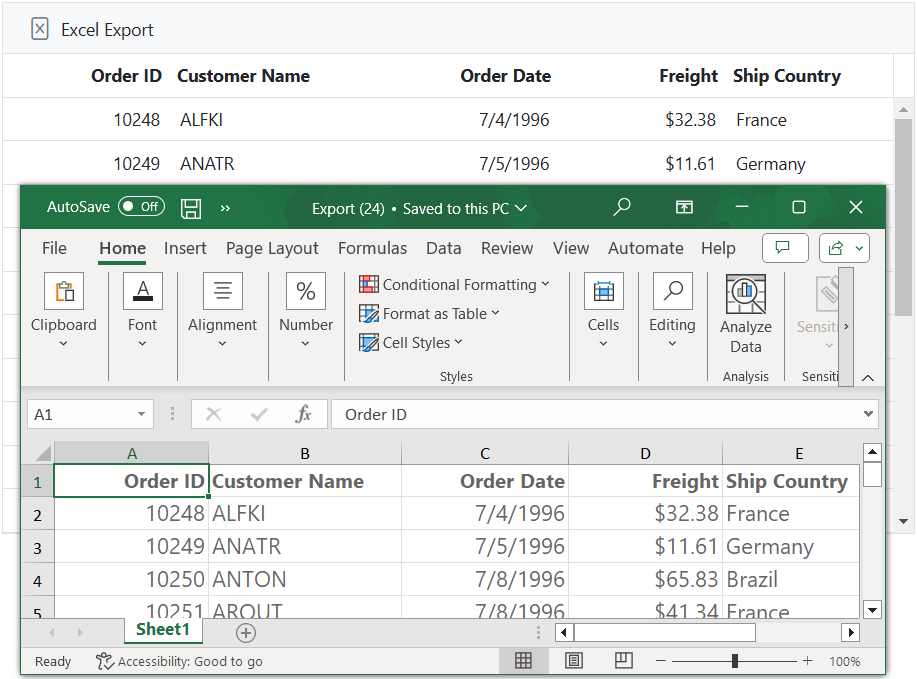 Excel Export
Order ID Customer Name Order Date Freight Ship Country
10248 ALFKI 7/4/1996 $32.38 France
10249 ANATR 7/5/1996 $11.61 Germany
AutoSave Off Export (24) • Saved to this PC
File Home Insert Page Layout Formulas Data Review View Automate Help
Clipboard Font Alignment % Number Conditional Formatting Format as Table Cell Styles Cells Editing Analyze Data Sensiti
Styles Analysis Sensiti
A1 fx Order ID
A B C D E
1 Order ID Customer Name Order Date Freight Ship Country
2 10248 ALFKI 7/4/1996 $32.38 France
3 10249 ANATR 7/5/1996 $11.61 Germany
4 10250 ANTON 7/8/1996 $65.83 Brazil
5 10251 AROUT 7/8/1996 $41.34 France
Sheet1
Ready Accessibility: Good to go 100%